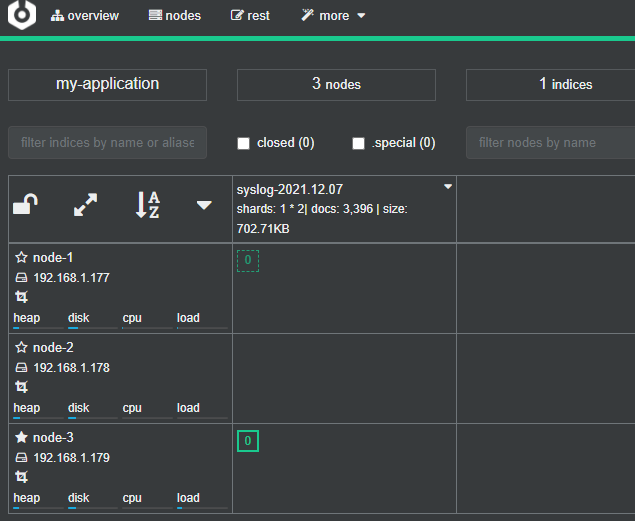 overview nodes rest more
my-application 3 nodes 1 indices
filter indices by name or aliase closed (0) .special (0) filter nodes by name
syslog-2021.12.07
shards: 1 * 2| docs: 3,396 | size:
702.71KB
A
Z
node-1
0
192.168.1.177
heap disk cpu load
node-2
192.168.1.178
heap disk cpu load
node-3
0
192.168.1.179
heap disk cpu load